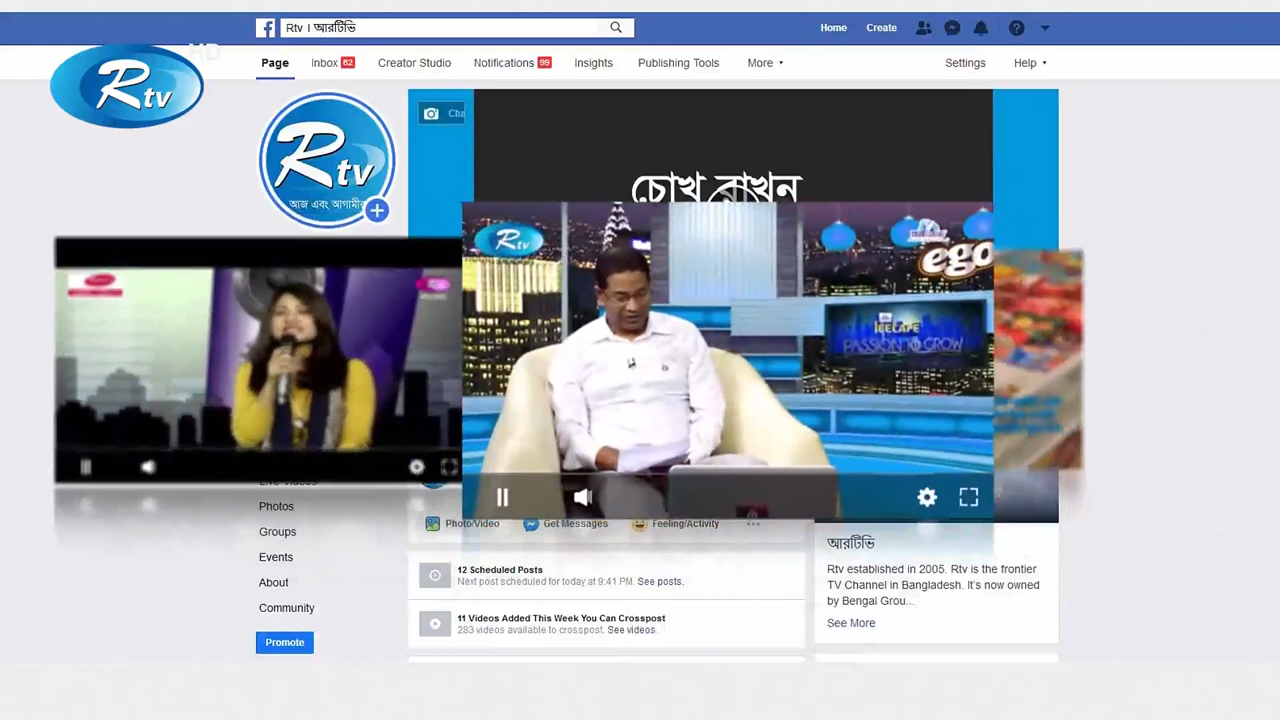 Rtv । আরটিভি
Home
Create
Page
Inbox 62
Creator Studio
Notifications 99
Insights
Publishing Tools
More
Settings
Help
HD
Rtv
Rtv
আজ এবং আগামীর
চোখ রাখুন
Rtv
ego
ICECAFE
PASSION TO GROW
Photos
Groups
Events
About
Community
Promote
Photo/Video
Get Messages
Feeling/Activity
12 Scheduled Posts
Next post scheduled for today at 9:41 PM. See posts.
11 Videos Added This Week You Can Crosspost
283 videos available to crosspost. See videos.
আরটিভি
Rtv established in 2005. Rtv is the frontier
TV Channel in Bangladesh. It's now owned
by Bengal Grou...
See More